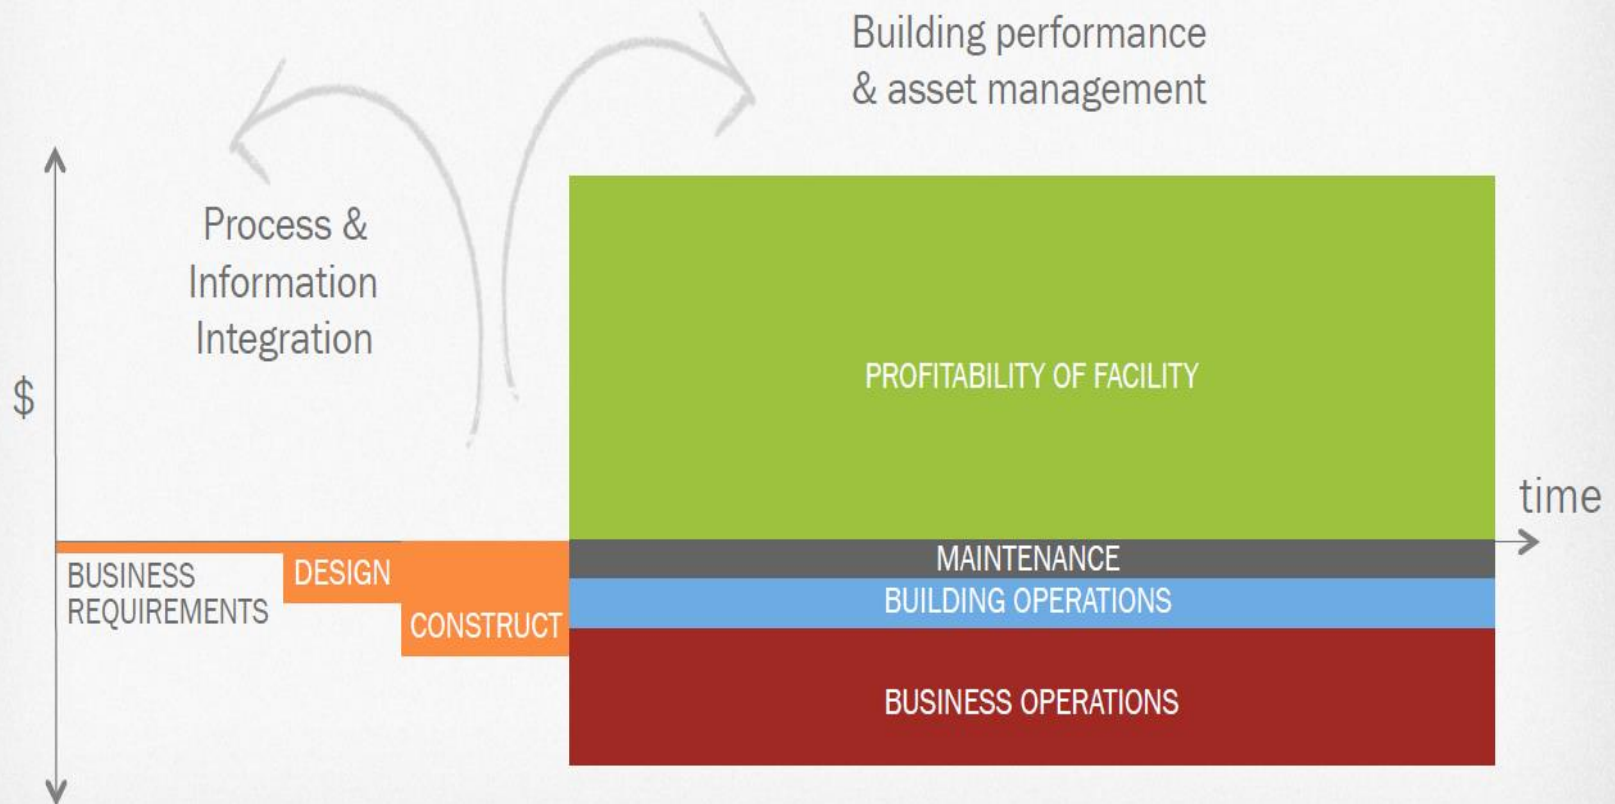 Building performance
& asset management
Process &
Information
Integration
$
PROFITABILITY OF FACILITY
time
MAINTENANCE
BUSINESS
REQUIREMENTS
DESIGN
BUILDING OPERATIONS
CONSTRUCT
BUSINESS OPERATIONS